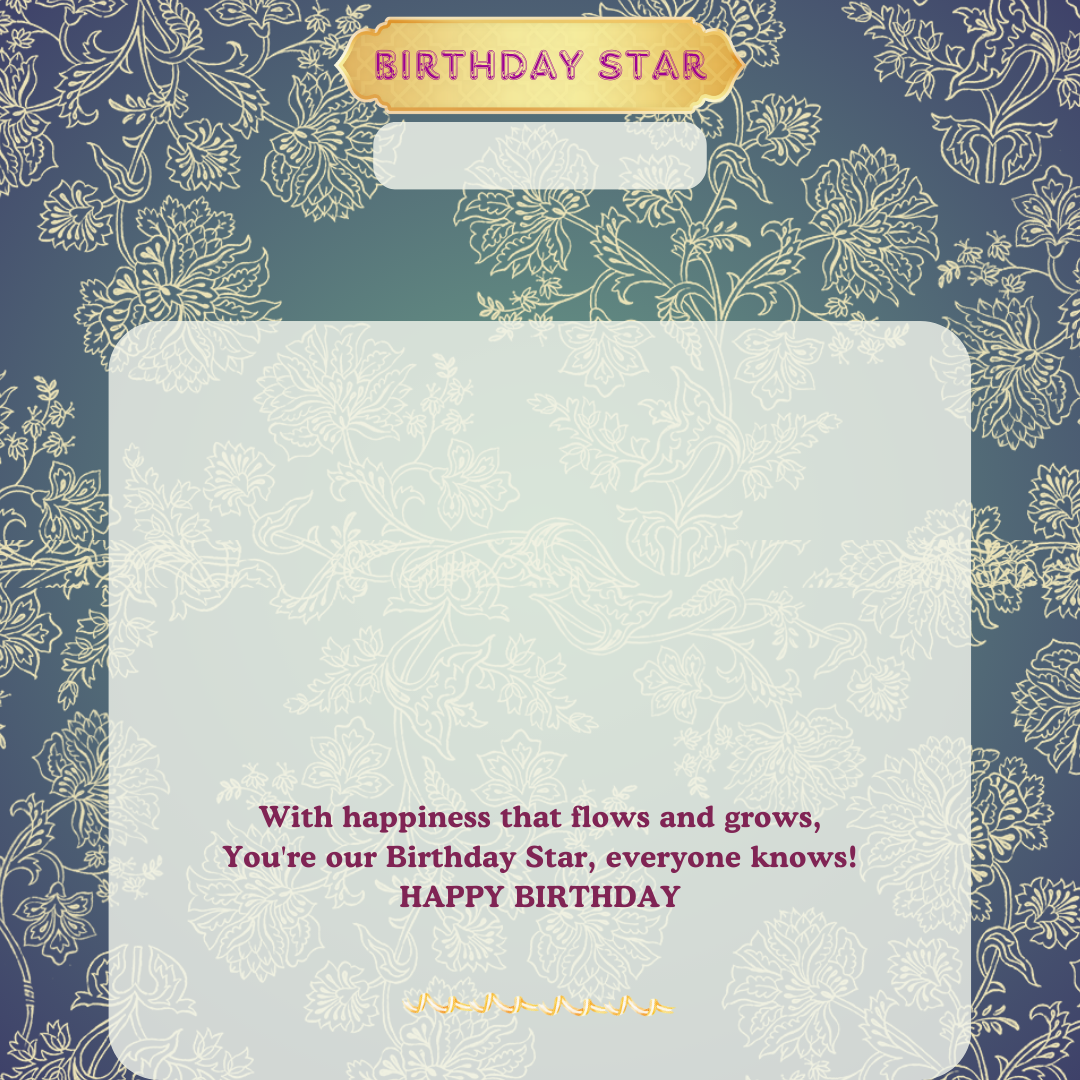 BIRTHDAY STAR
With happiness that flows and grows,
You're our Birthday Star, everyone knows!
HAPPY BIRTHDAY